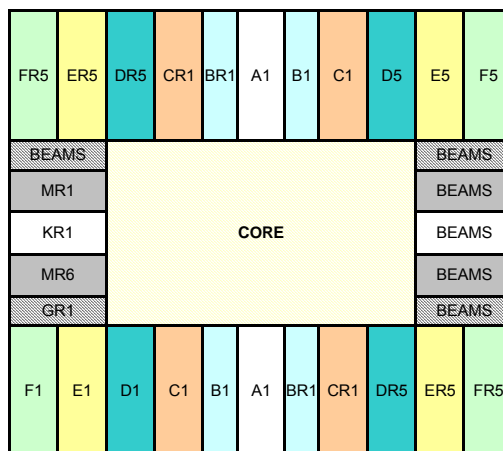 FR5 ER5 DR5 CR1 BR1 A1 B1 C1 D5 E5 F5
BEAMS BEAMS
MR1 BEAMS
KR1 CORE BEAMS
MR6 BEAMS
GR1 BEAMS
F1 E1 D1 C1 B1 A1 BR1 CR1 DR5 ER5 FR5